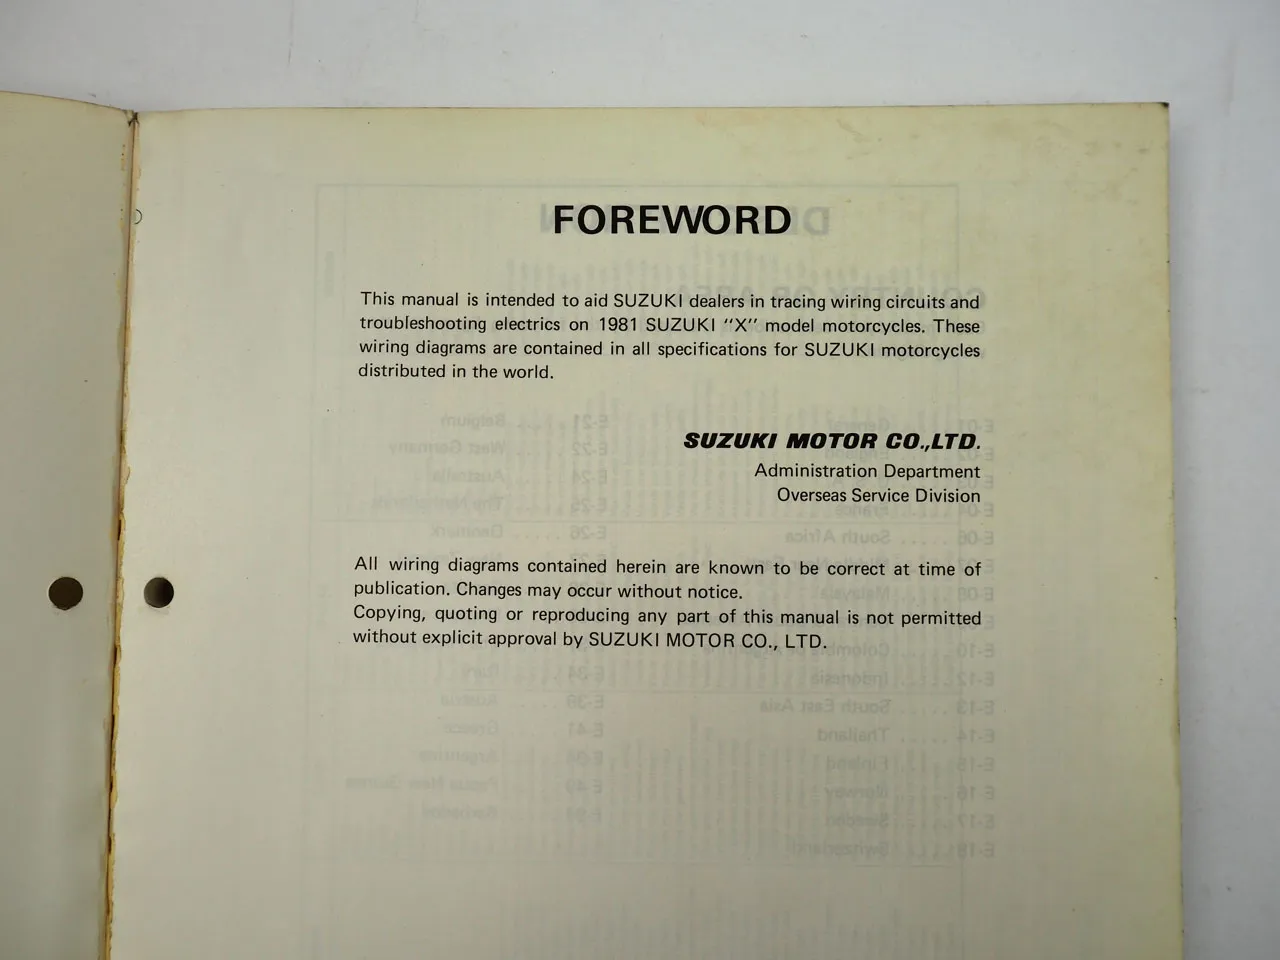 FOREWORD
This manual is intended to aid SUZUKI dealers in tracing wiring circuits and
troubleshooting electrics on 1981 SUZUKI "X" model motorcycles. These
wiring diagrams are contained in all specifications for SUZUKI motorcycles
distributed in the world.
SUZUKI MOTOR CO.,LTD.
Administration Department
Overseas Service Division
All wiring diagrams contained herein are known to be correct at time of
publication. Changes may occur without notice.
Copying, quoting or reproducing any part of this manual is not permitted
without explicit approval by SUZUKI MOTOR CO., LTD.